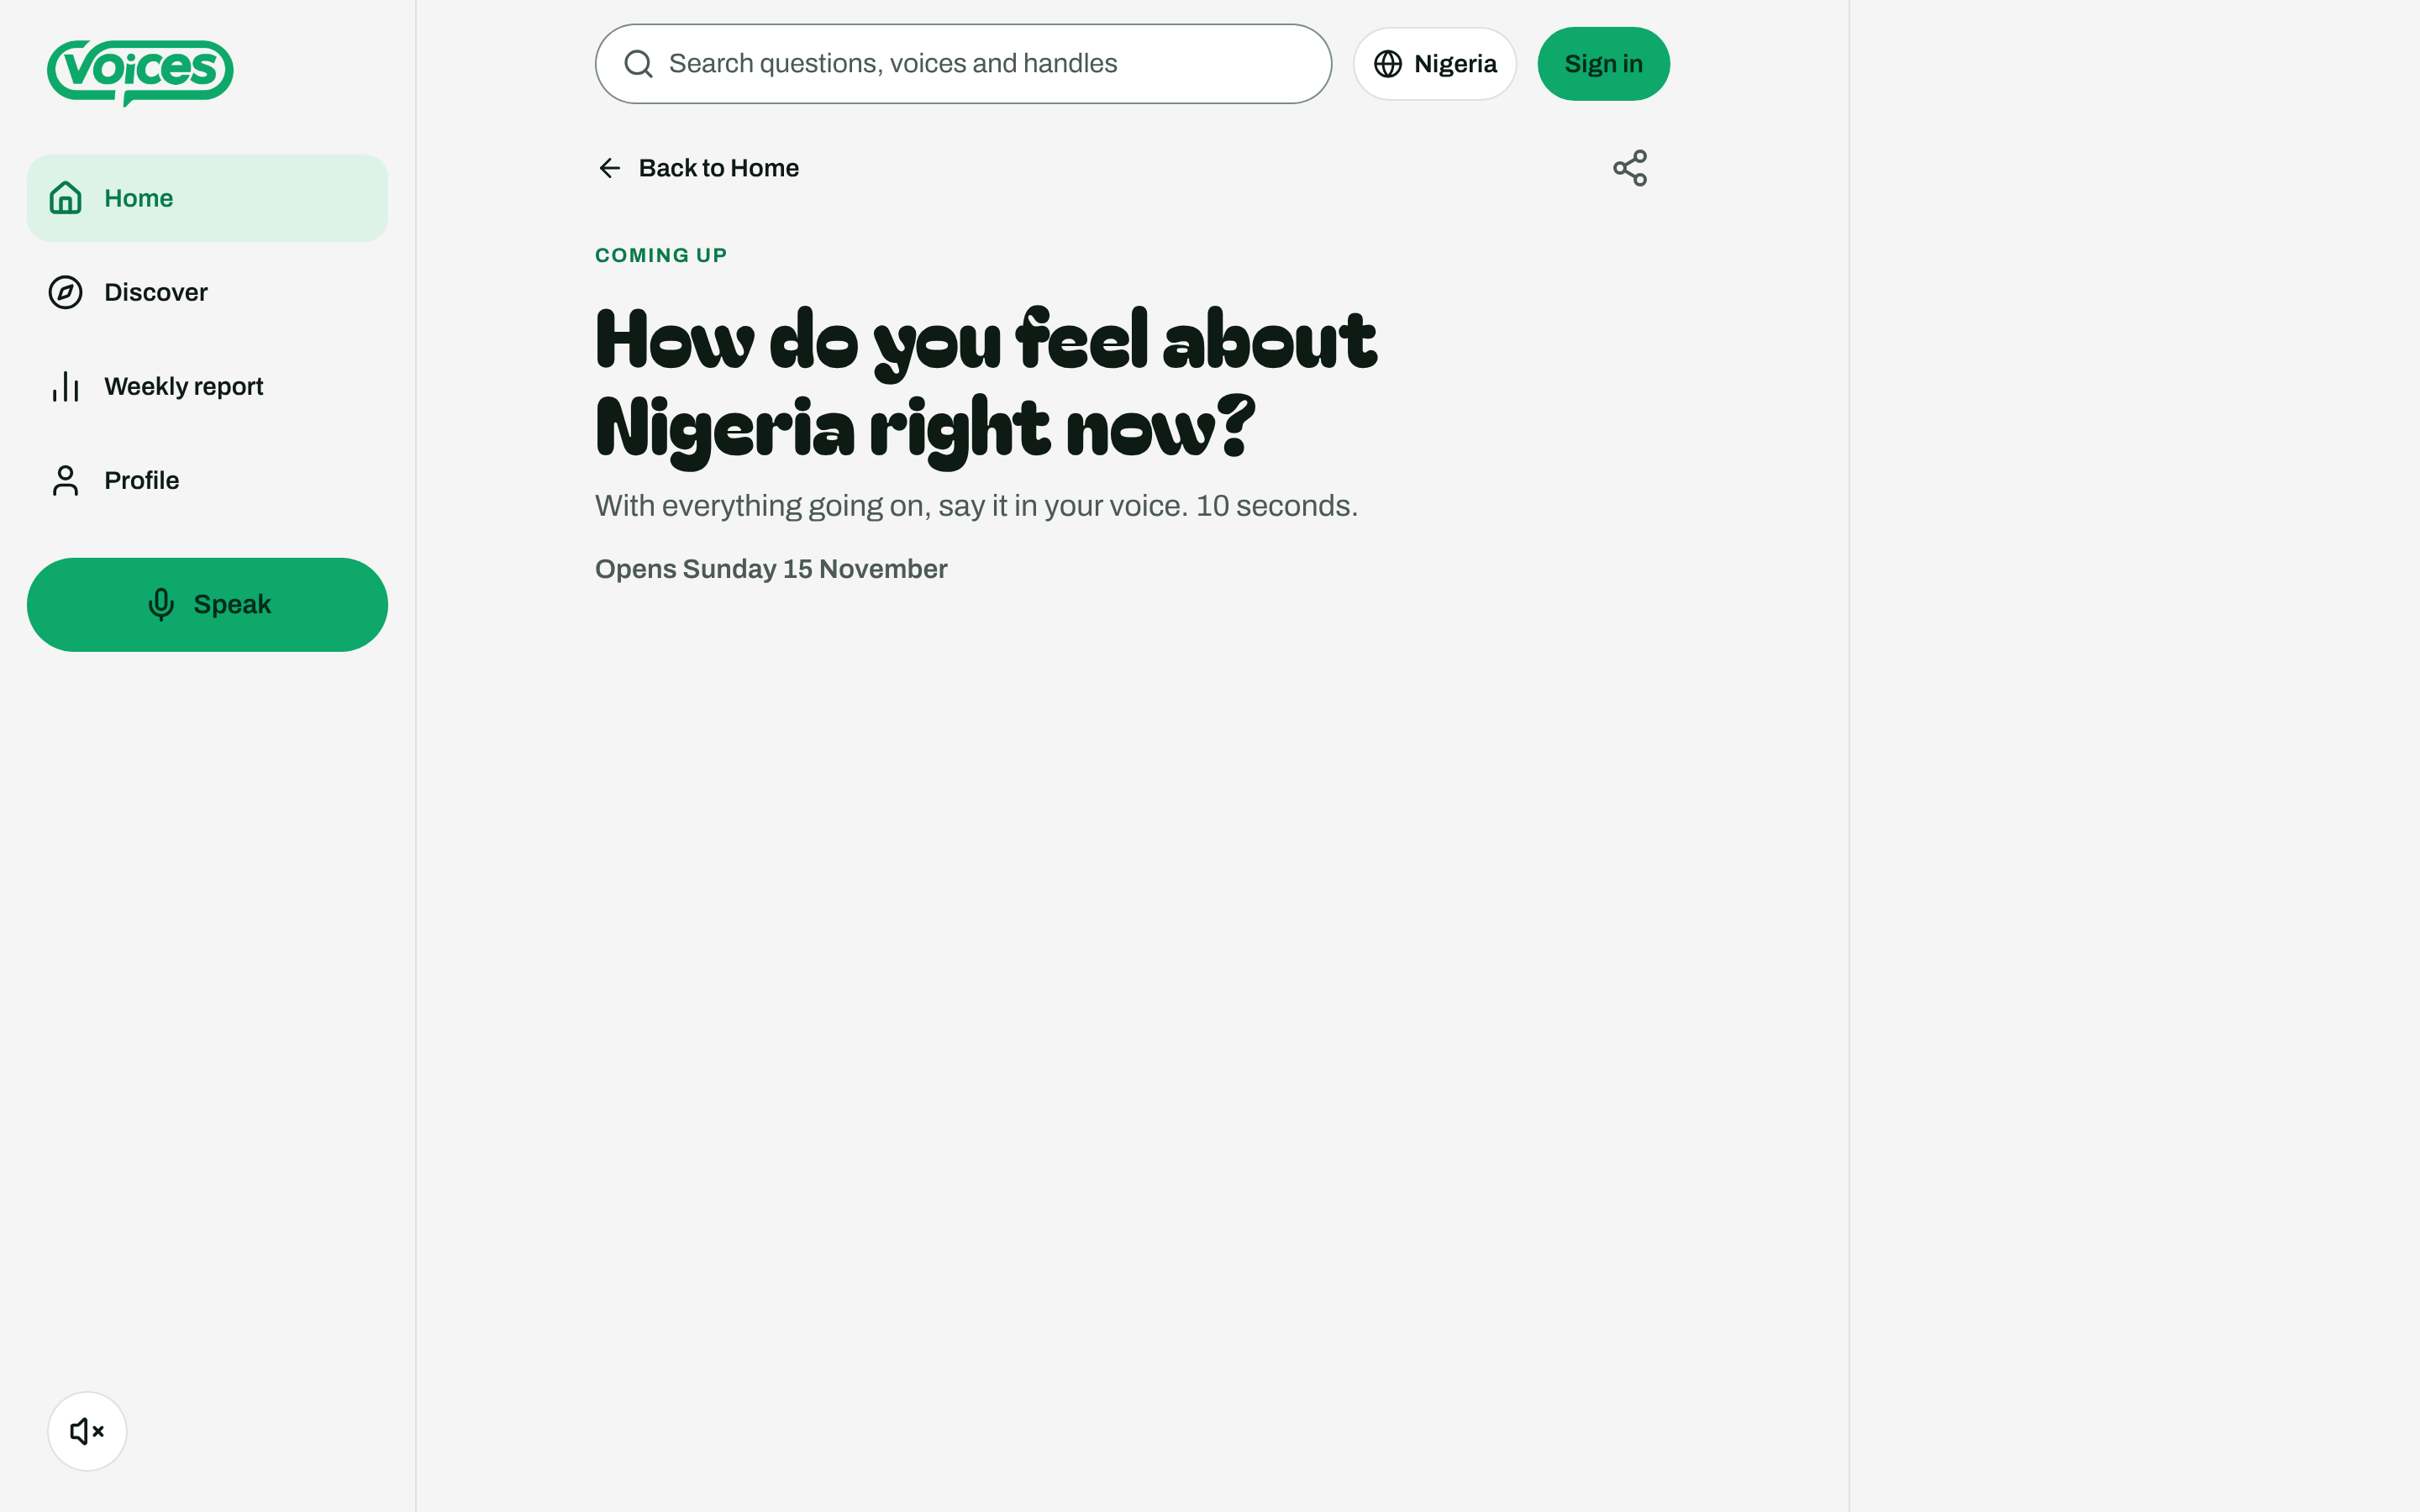 voices
Home
Discover
Weekly report
Profile
Speak
Search questions, voices and handles
Nigeria
Sign in
Back to Home
COMING UP
How do you feel about
Nigeria right now?
With everything going on, say it in your voice. 10 seconds.
Opens Sunday 15 November